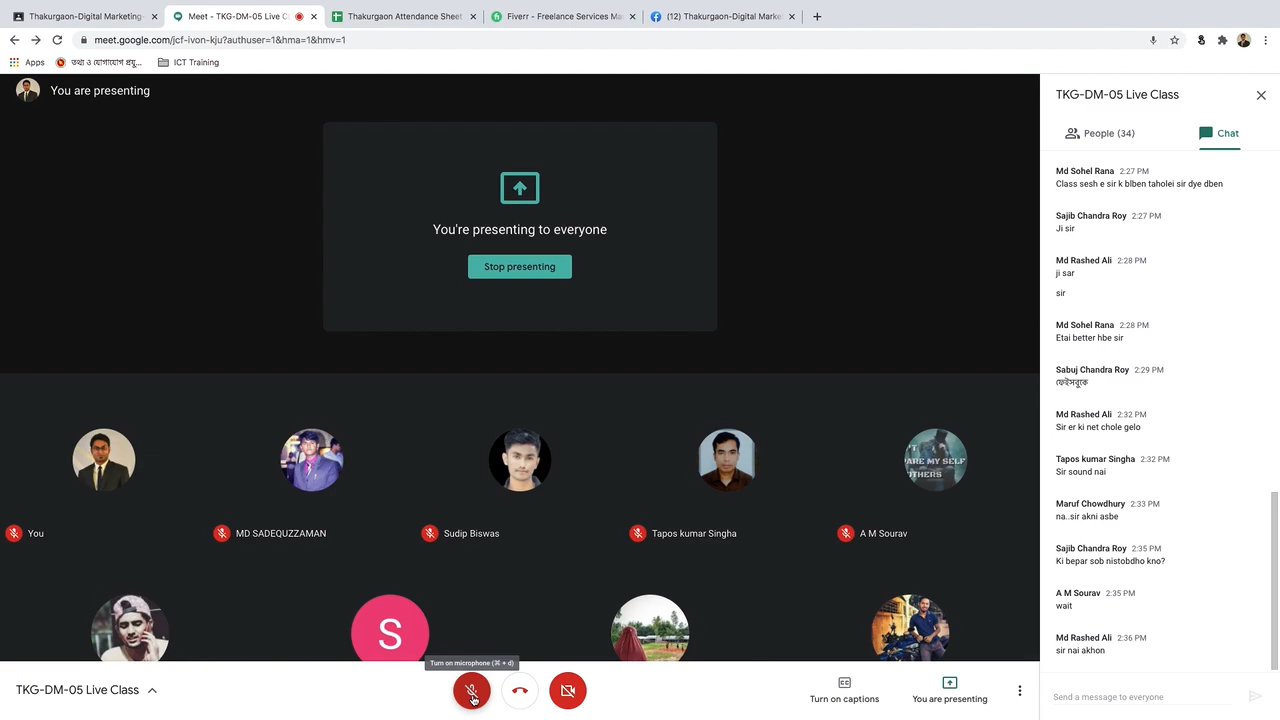 Thakurgaon-Digital Marketing-
Meet - TKG-DM-05 Live Cl
Thakurgaon Attendance Sheet
Fiverr - Freelance Services Ma
(12) Thakurgaon-Digital Marke
meet.google.com/jcf-ivon-kju?authuser=1&hma=1&hmv=1
Apps
তথ্য ও যোগাযোগ প্রযু...
ICT Training
You are presenting
You're presenting to everyone
Stop presenting
You
MD SADEQUZZAMAN
Sudip Biswas
Tapos kumar Singha
A M Sourav
ARE MY SELF
OTHERS
S
Turn on microphone (⌘ + d)
TKG-DM-05 Live Class
Turn on captions
You are presenting
TKG-DM-05 Live Class
People (34)
Chat
Md Sohel Rana 2:27 PM
Class sesh e sir k blben taholei sir dye dben
Sajib Chandra Roy 2:27 PM
Ji sir
Md Rashed Ali 2:28 PM
ji sar
sir
Md Sohel Rana 2:28 PM
Etai better hbe sir
Sabuj Chandra Roy 2:29 PM
ফেইসবুকে
Md Rashed Ali 2:32 PM
Sir er ki net chole gelo
Tapos kumar Singha 2:32 PM
Sir sound nai
Maruf Chowdhury 2:33 PM
na..sir akni asbe
Sajib Chandra Roy 2:35 PM
Ki bepar sob nistobdho kno?
A M Sourav 2:35 PM
wait
Md Rashed Ali 2:36 PM
sir nai akhon
Send a message to everyone